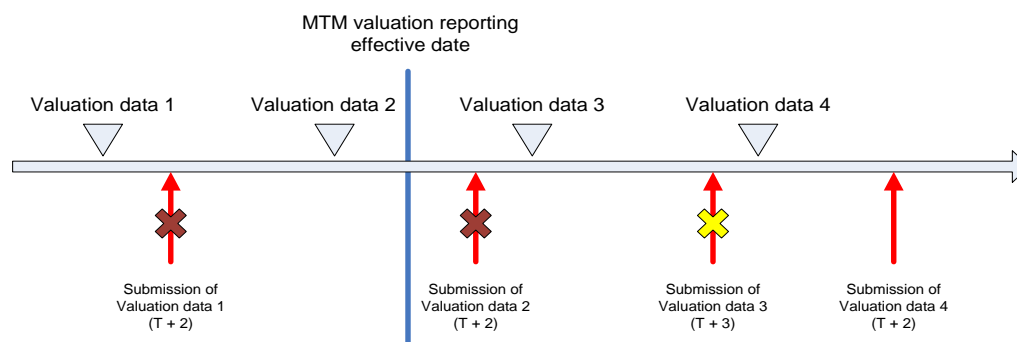 MTM valuation reporting
effective date
Valuation data 1
Valuation data 2
Valuation data 3
Valuation data 4
Submission of
Valuation data 1
(T + 2)
Submission of
Valuation data 2
(T + 2)
Submission of
Valuation data 3
(T + 3)
Submission of
Valuation data 4
(T + 2)